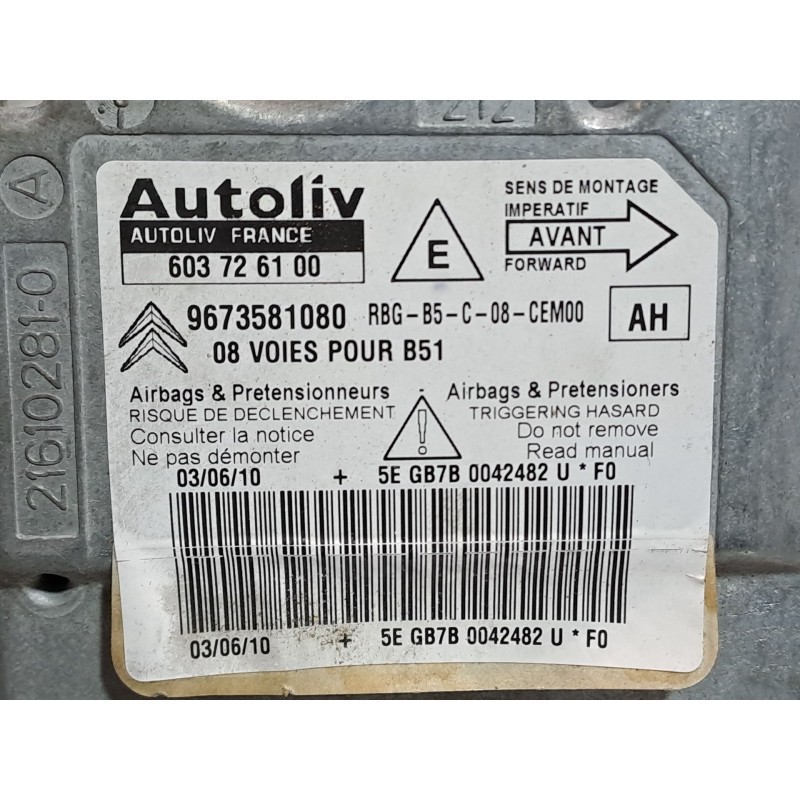 212
A
21610281-0
Autoliv
AUTOLIV FRANCE
603 72 61 00
E
SENS DE MONTAGE
IMPERATIF
AVANT
FORWARD
9673581080 RBG-B5-C-08-CEM00
AH
08 VOIES POUR B51
Airbags & Pretensionneurs
RISQUE DE DECLENCHEMENT
Consulter la notice
Ne pas démonter
!
Airbags & Pretensioners
TRIGGERING HASARD
Do not remove
Read manual
03/06/10 + 5E GB7B 0042482 U * F0
03/06/10 + 5E GB7B 0042482 U * F0